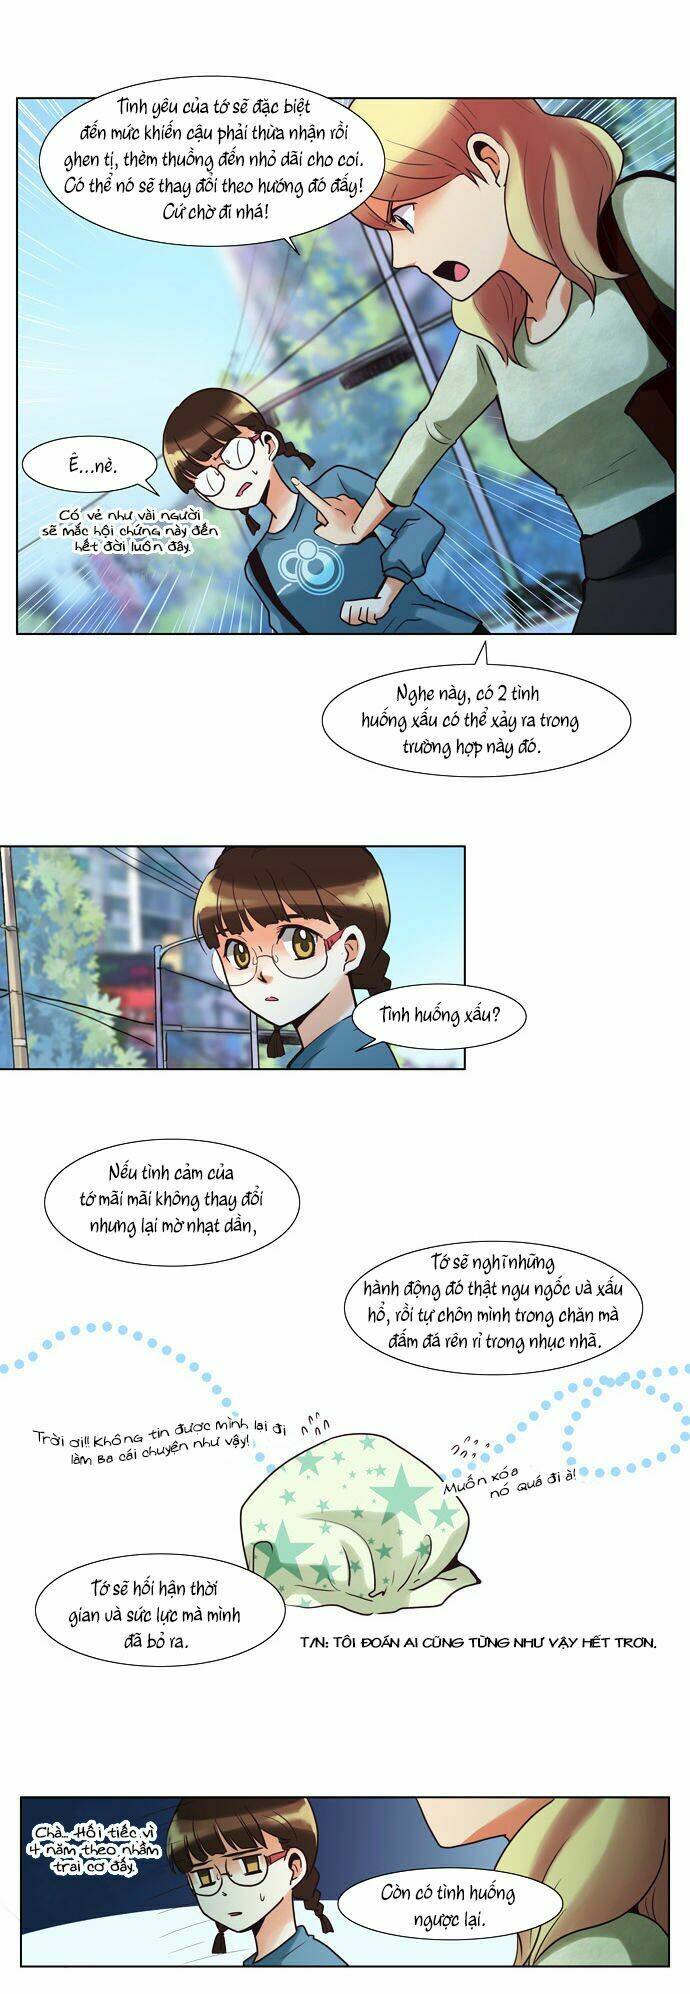 Tình yêu của tớ sẽ đặc biệt
đến mức khiến cậu phải thừa nhận rồi
ghen tị, thèm thuồng đến nhỏ dãi cho coi.
Có thể nó sẽ thay đổi theo hướng đó đấy!
Cứ chờ đi nhá!
Ê...nè.
Có vẻ như vài người
sẽ mắc hội chứng này đến
hết đời luôn đây.
Nghe này, có 2 tình
huống xấu có thể xảy ra trong
trường hợp này đó.
Tình huống xấu?
Nếu tình cảm của
tớ mãi mãi không thay đổi
nhưng lại mờ nhạt dần,
Tớ sẽ nghĩ những
hành động đó thật ngu ngốc và xấu
hổ, rồi tự chôn mình trong chăn mà
đấm đá rên rỉ trong nhục nhã.
Trời ơi!! Không tin được mình lại đi
làm ba cái chuyện như vậy!
Muốn xóa
nó quá đi à!
Tớ sẽ hối hận thời
gian và sức lực mà mình
đã bỏ ra.
T/N: TÔI ĐOÁN AI CŨNG TỪNG NHƯ VẬY HẾT TRƠN.
Chà.. Hối tiếc vì
4 năm theo nhầm
trai cơ đấy.
Còn có tình huống
ngược lại.